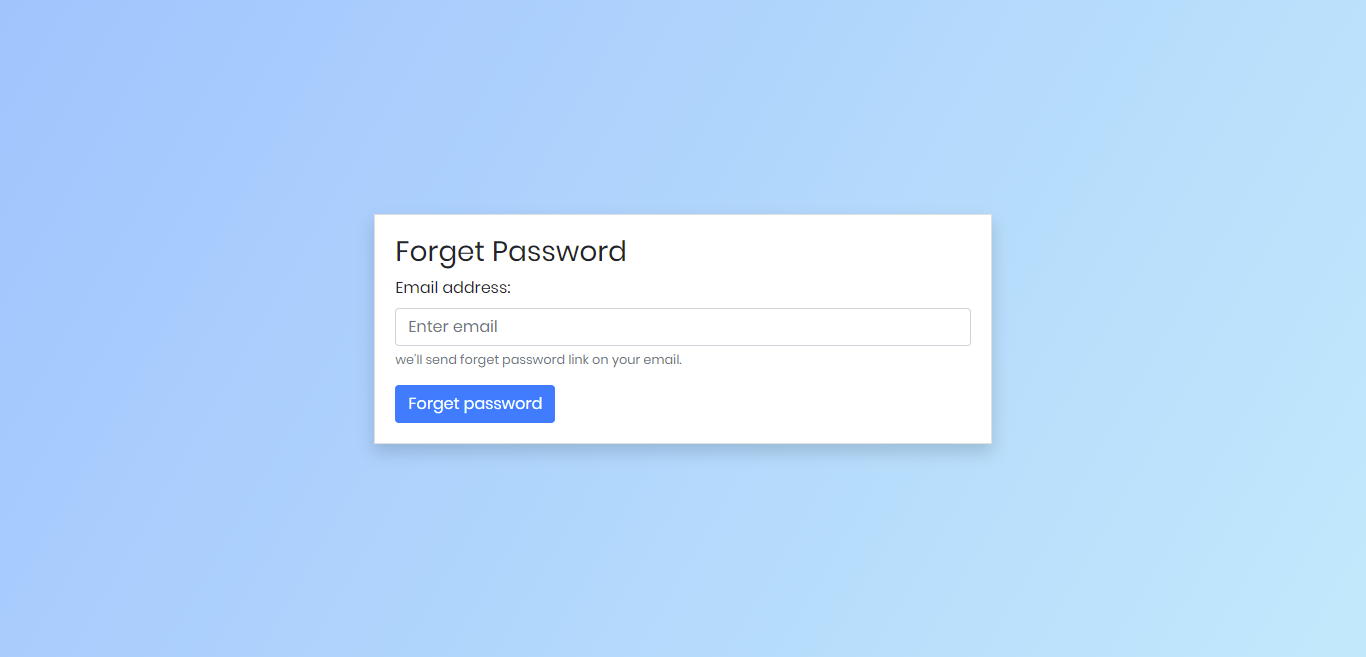 Forget Password
Email address:
Enter email
we'll send forget password link on your email.
Forget password